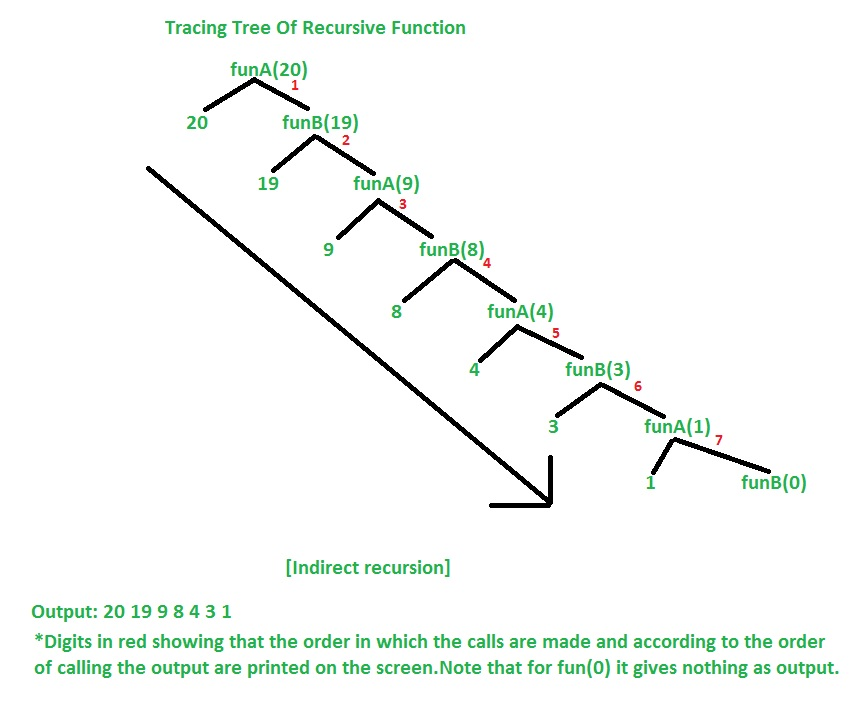 Tracing Tree Of Recursive Function
funA(20)
1
20
funB(19)
2
19
funA(9)
3
9
funB(8)
4
8
funA(4)
5
4
funB(3)
6
3
funA(1)
7
1
funB(0)
[Indirect recursion]
Output: 20 19 9 8 4 3 1
*Digits in red showing that the order in which the calls are made and according to the order
of calling the output are printed on the screen.Note that for fun(0) it gives nothing as output.